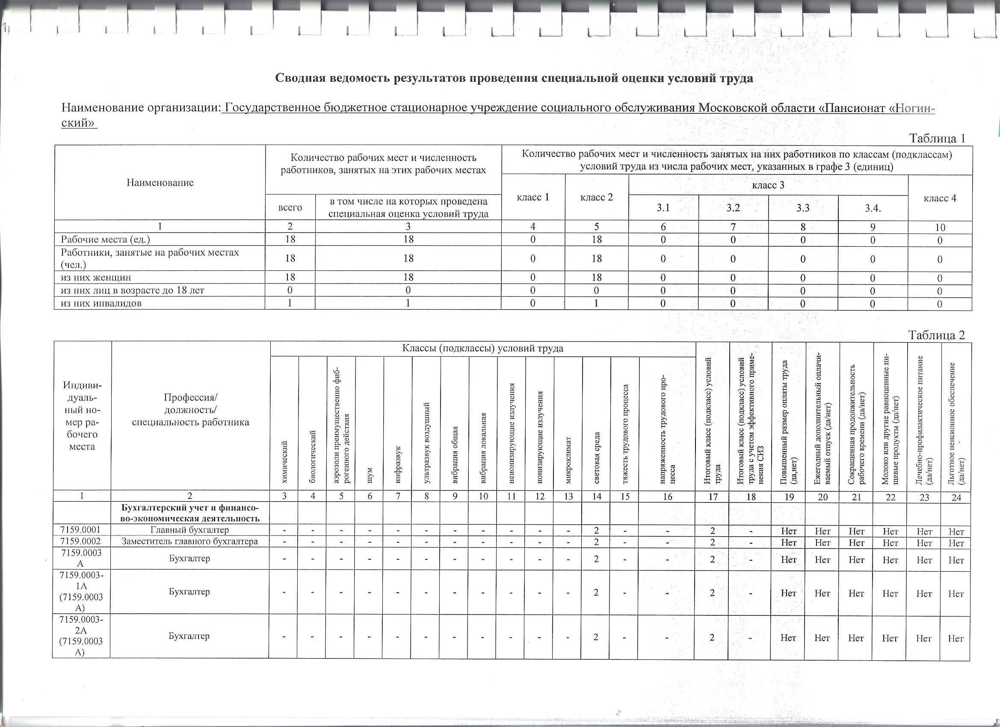 Сводная ведомость результатов проведения специальной оценки условий труда
Наименование организации: Государственное бюджетное стационарное учреждение социального обслуживания Московской области «Пансионат «Ногин-
ский»
Таблица 1
Наименование
Количество рабочих мест и численность
работников, занятых на этих рабочих местах
Количество рабочих мест и численность занятых на них работников по классам (подклассам)
условий труда из числа рабочих мест, указанных в графе 3 (единиц)
всего
в том числе на которых проведена
специальная оценка условий труда
класс 1
класс 2
класс 3
класс 4
3.1 3.2 3.3 3.4.
1 2 3 4 5 6 7 8 9 10
Рабочие места (ед.) 18 18 0 18 0 0 0 0 0
Работники, занятые на рабочих местах
(чел.) 18 18 0 18 0 0 0 0 0
из них женщин 18 18 0 18 0 0 0 0 0
из них лиц в возрасте до 18 лет 0 0 0 0 0 0 0 0 0
из них инвалидов 1 1 0 1 0 0 0 0 0
Таблица 2
Индиви-
дуаль-
ный но-
мер ра-
бочего
места
Профессия/
должность/
специальность работника
Классы (подклассы) условий труда
химический
биологический
аэрозоли преимущественно фиб-
рогенного действия
шум
инфразвук
ультразвук воздушный
вибрация общая
вибрация локальная
неионизирующие излучения
ионизирующие излучения
микроклимат
световая среда
тяжесть трудового процесса
напряженность трудового про-
цесса
Итоговый класс (подкласс) условий
труда
Итоговый класс (подкласс) условий
труда с учетом эффективного приме-
нения СИЗ
Повышенный размер оплаты труда
(да,нет)
Ежегодный дополнительный оплачи-
ваемый отпуск (да/нет)
Сокращенная продолжительность
рабочего времени (да/нет)
Молоко или другие равноценные пи-
щевые продукты (да/нет)
Лечебно-профилактическое питание
(да/нет)
Льготное пенсионное обеспечение
(да/нет)
1 2 3 4 5 6 7 8 9 10 11 12 13 14 15 16 17 18 19 20 21 22 23 24
Бухгалтерский учет и финансо-
во-экономическая деятельность
7159.0001 Главный бухгалтер - - - - - - - - - - - 2 - - 2 - Нет Нет Нет Нет Нет Нет
7159.0002 Заместитель главного бухгалтера - - - - - - - - - - - 2 - - 2 - Нет Нет Нет Нет Нет Нет
7159.0003
А
Бухгалтер - - - - - - - - - - - 2 - - 2 - Нет Нет Нет Нет Нет Нет
7159.0003-
1А
(7159.0003
А)
Бухгалтер - - - - - - - - - - - 2 - - 2 - Нет Нет Нет Нет Нет Нет
7159.0003-
2А
(7159.0003
А)
Бухгалтер - - - - - - - - - - - 2 - - 2 - Нет Нет Нет Нет Нет Нет